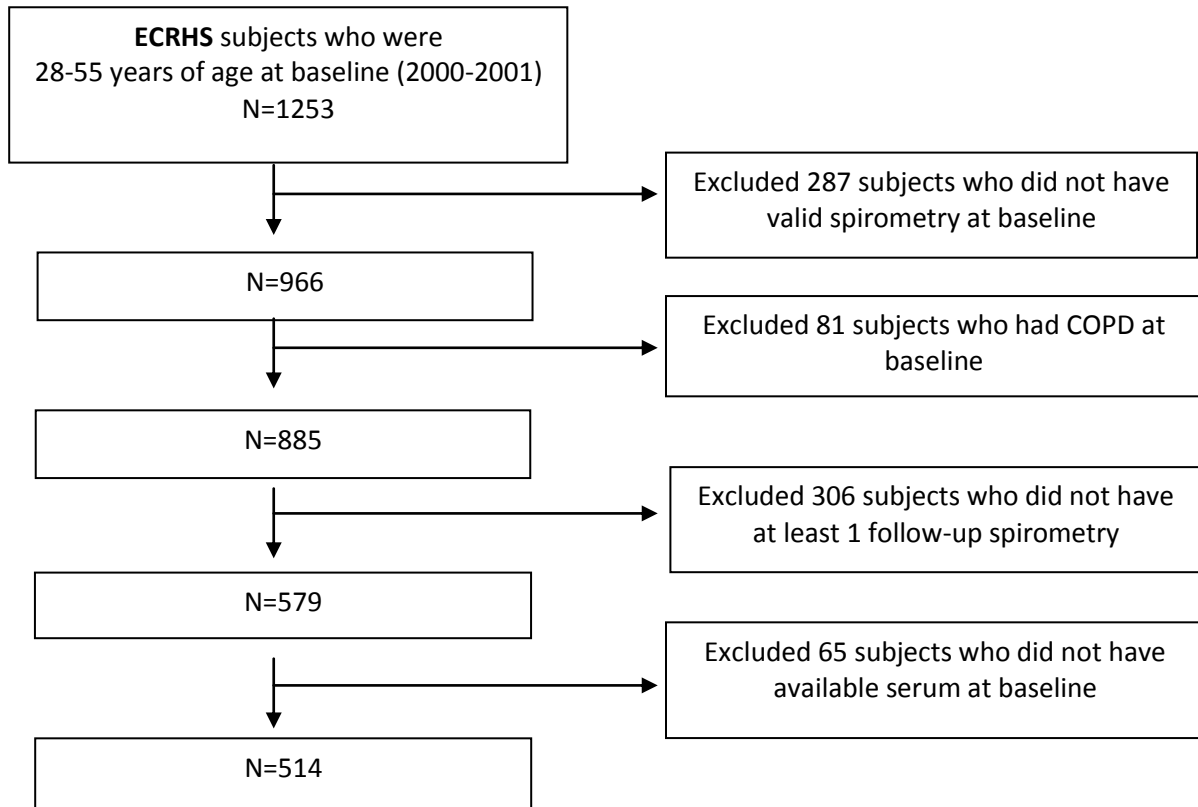 ECRHS subjects who were
28-55 years of age at baseline (2000-2001)
N=1253
Excluded 287 subjects who did not have
valid spirometry at baseline
N=966
Excluded 81 subjects who had COPD at
baseline
N=885
Excluded 306 subjects who did not have
at least 1 follow-up spirometry
N=579
Excluded 65 subjects who did not have
available serum at baseline
N=514